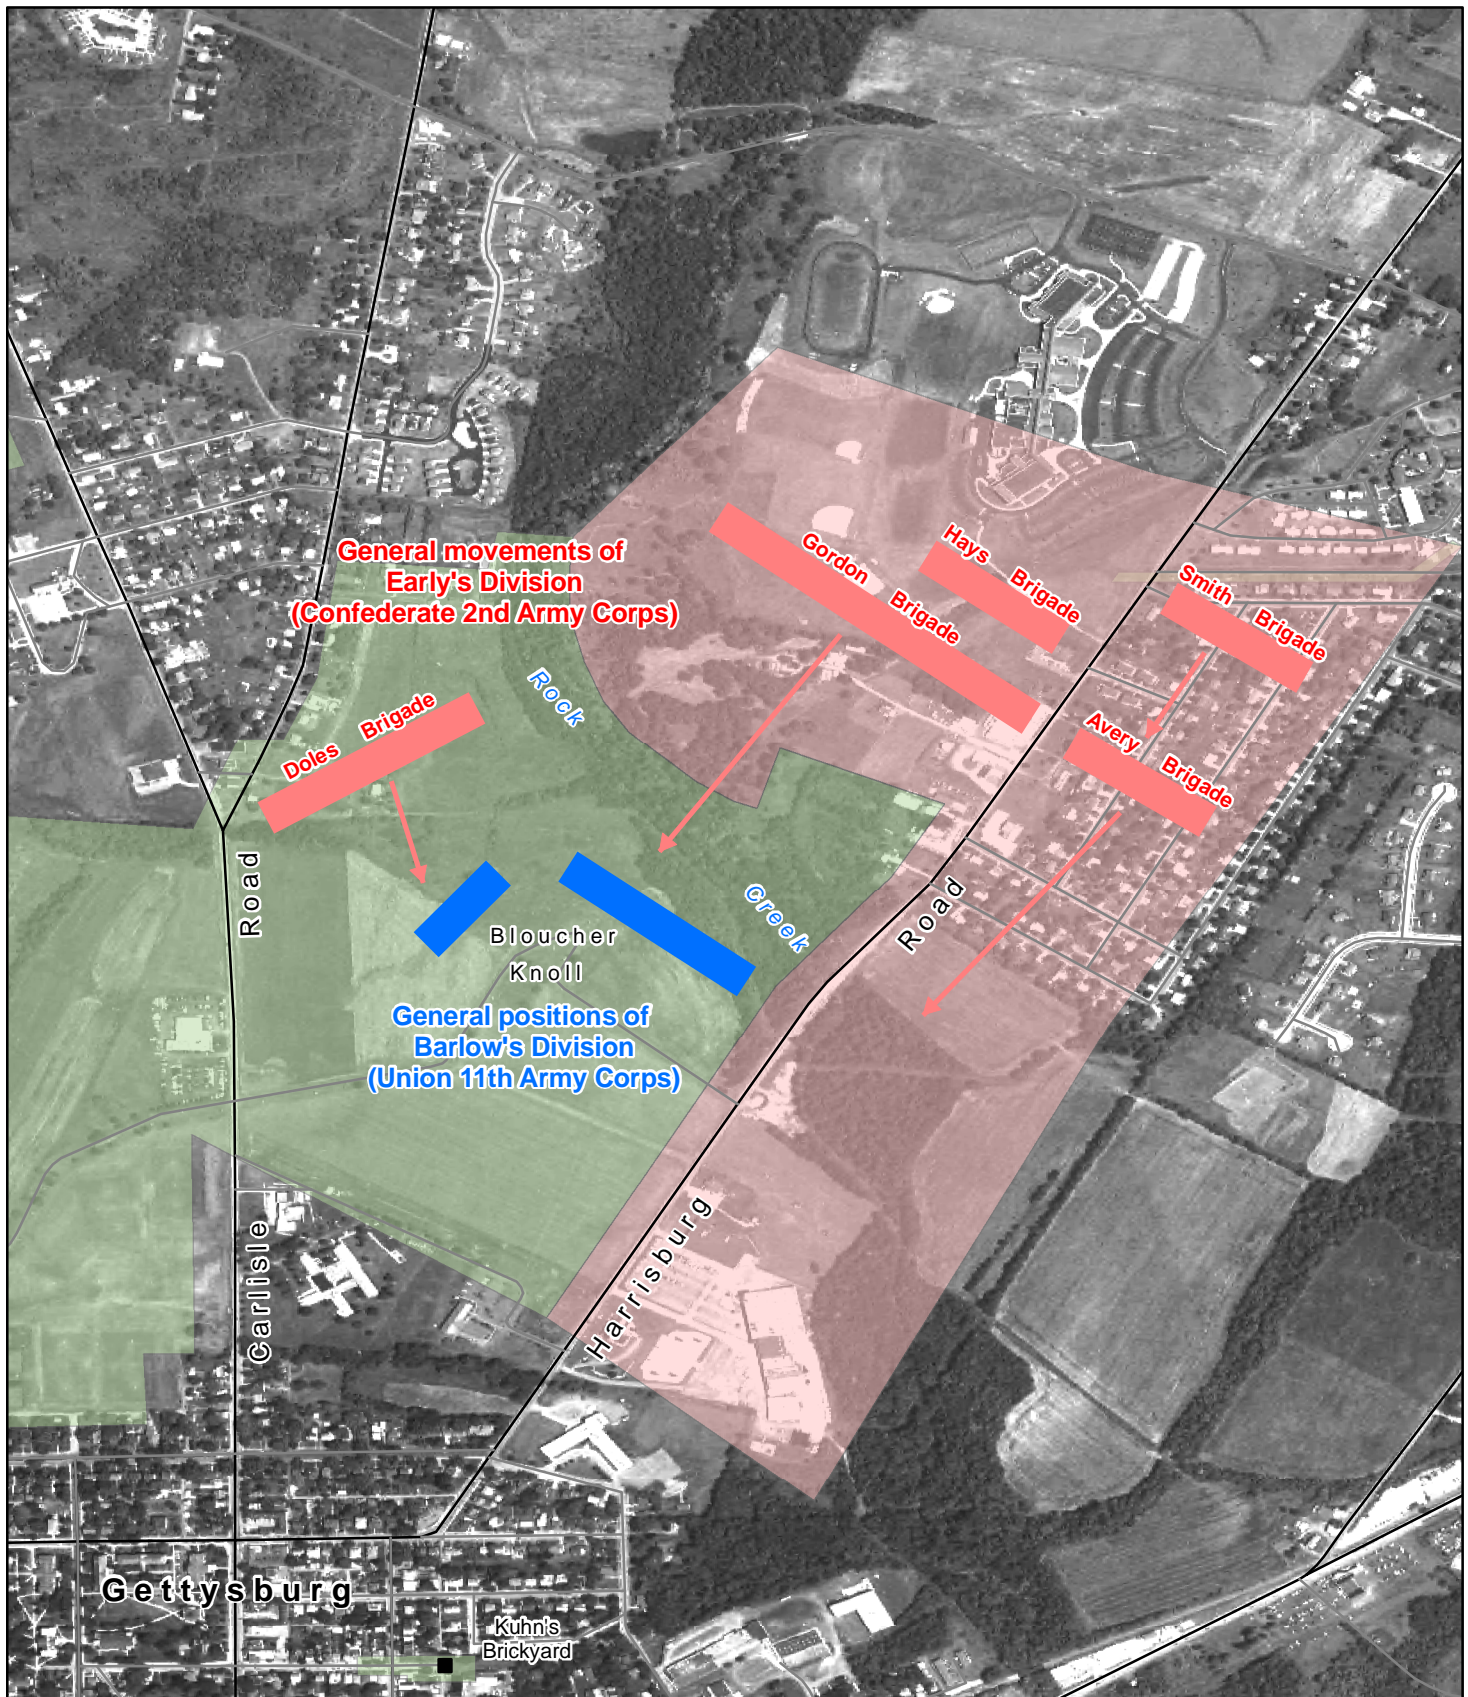 General movements of
Early's Division
(Confederate 2nd Army Corps)
Gordon Brigade
Hays Brigade
Smith Brigade
Avery Brigade
Doles Brigade
Rock
Creek
Road
Road
Bloucher
Knoll
General positions of
Barlow's Division
(Union 11th Army Corps)
Carlisle
Harrisburg
Gettysburg
Kuhn's
Brickyard